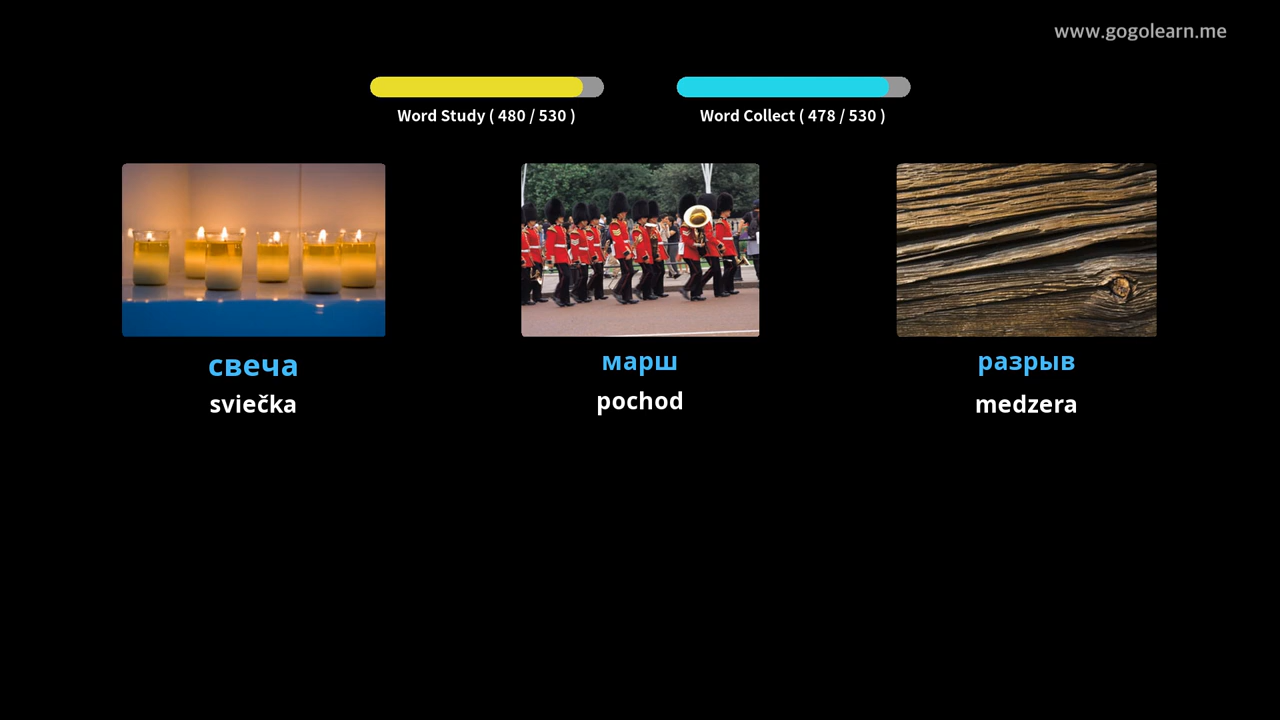 www.gogolearn.me
Word Study ( 480 / 530 )
Word Collect ( 478 / 530 )
свеча
sviečka
марш
pochod
разрыв
medzera